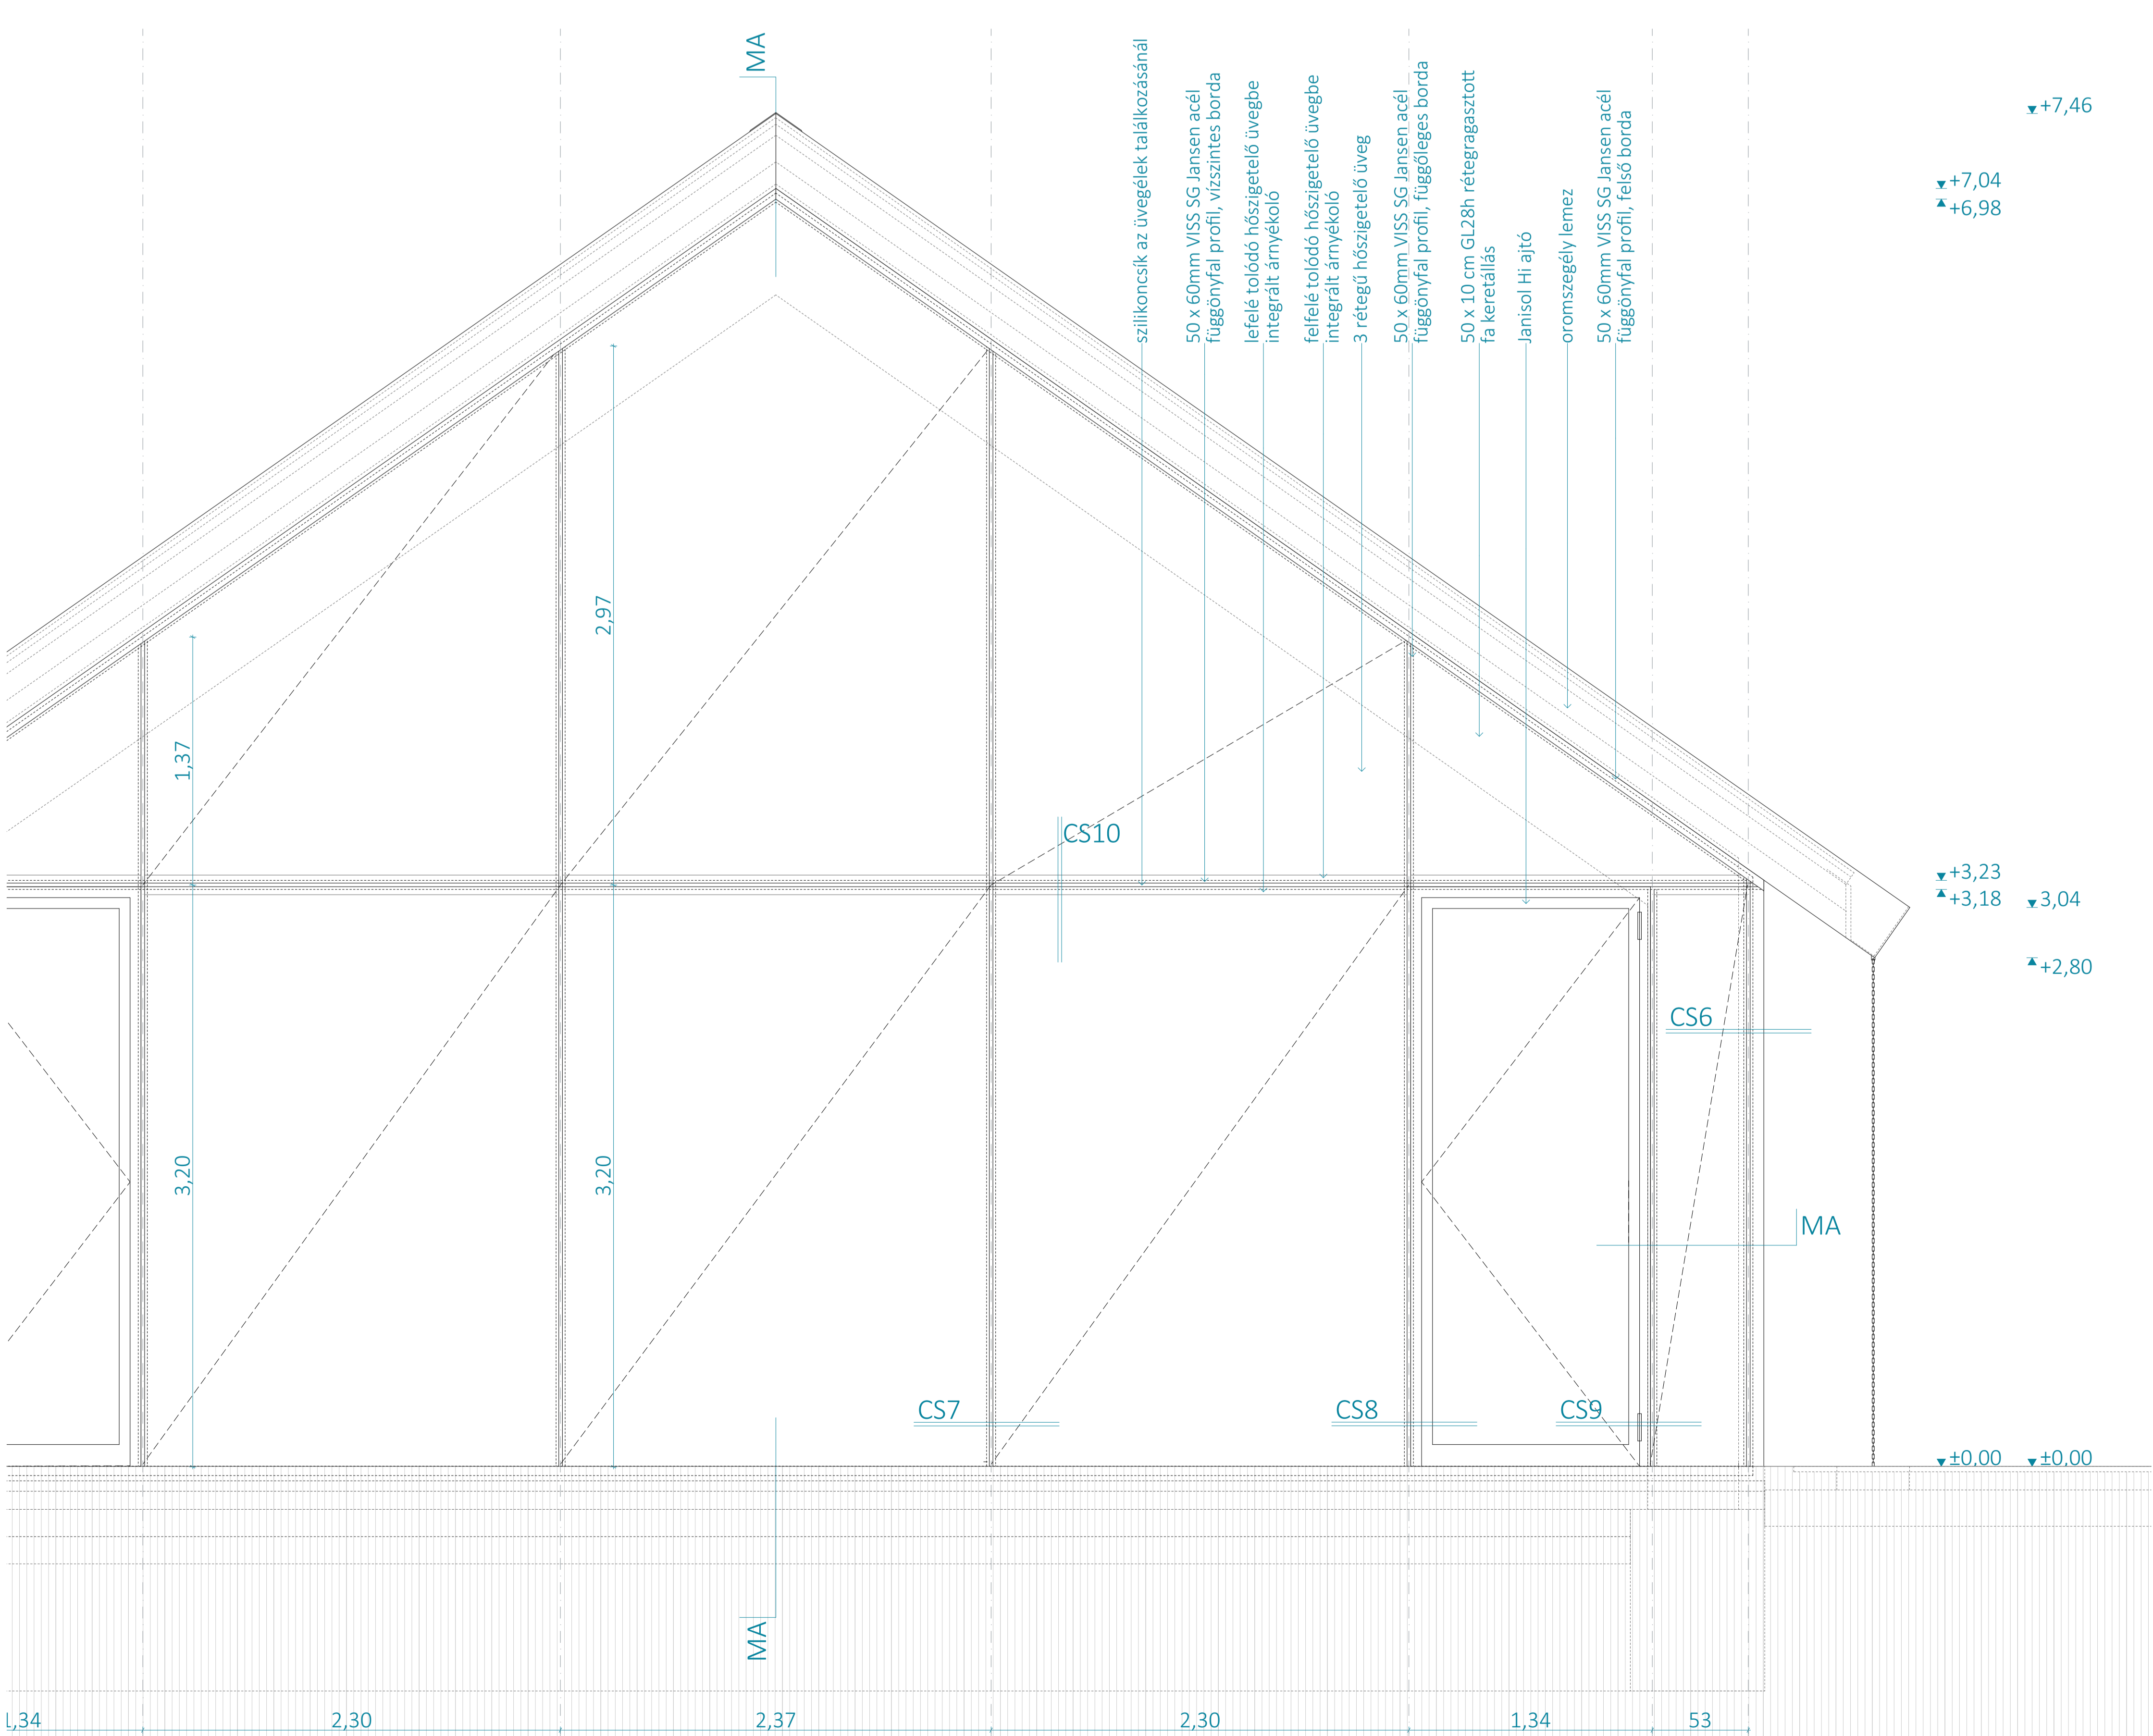 MA
szilikoncsík az üvegélek találkozásánál
50 x 60mm VISS SG Jansen acél
függönyfal profil, vízszintes borda
lefelé tolódó hőszigetelő üvegbe
integrált árnyékoló
felfelé tolódó hőszigetelő üvegbe
integrált árnyékoló
3 rétegű hőszigetelő üveg
50 x 60mm VISS SG Jansen acél
függönyfal profil, függőleges borda
50 x 10 cm GL28h rétegragasztott
fa keretállás
Janisol Hi ajtó
oromszegély lemez
50 x 60mm VISS SG Jansen acél
függönyfal profil, felső borda
+7,46
+7,04
+6,98
2,97
1,37
CS10
+3,23
+3,18
3,04
+2,80
CS6
3,20
3,20
MA
CS7
CS8
CS9
±0,00
±0,00
MA
1,34
2,30
2,37
2,30
1,34
53